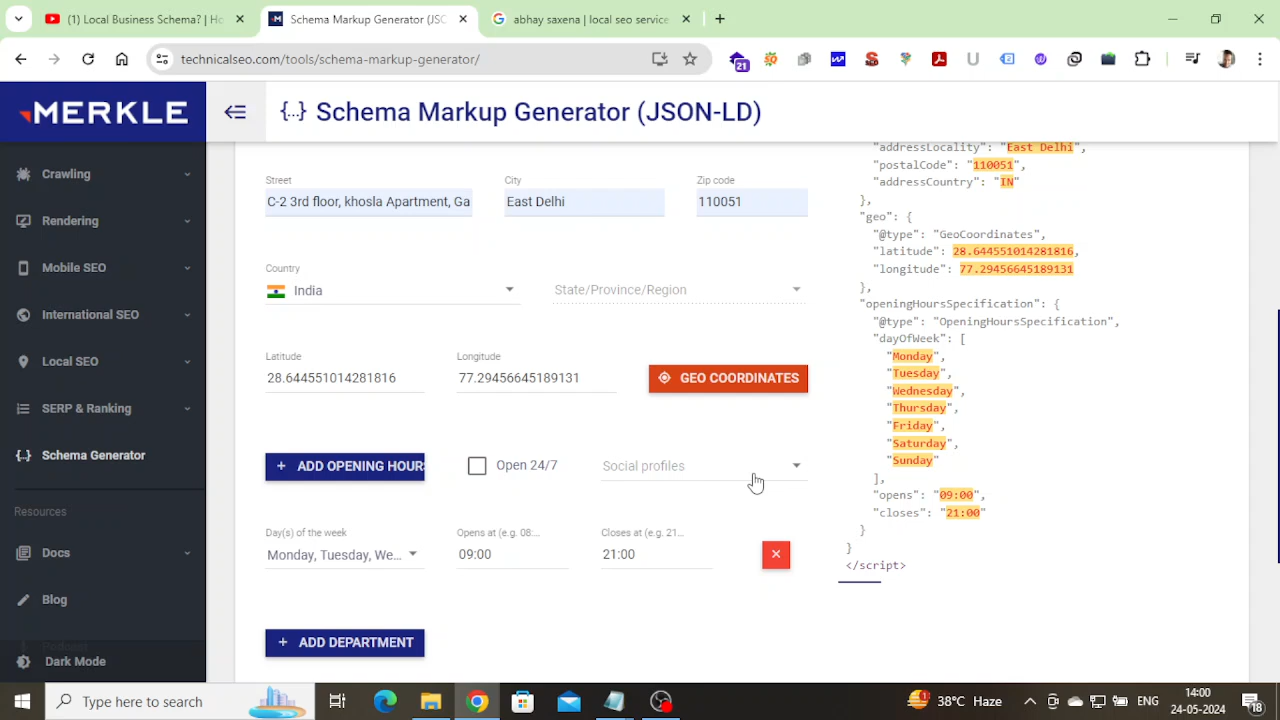 (1) Local Business Schema? | Ho
Schema Markup Generator (JSO
abhay saxena | local seo service
technicalseo.com/tools/schema-markup-generator/
21
MERKLE
{...} Schema Markup Generator (JSON-LD)
Crawling
Rendering
Mobile SEO
International SEO
Local SEO
SERP & Ranking
Schema Generator
Resources
Docs
Blog
Podcast
Dark Mode
Street
City
Zip code
C-2 3rd floor, khosla Apartment, Ga
East Delhi
110051
Country
India
State/Province/Region
Latitude
Longitude
28.644551014281816
77.29456645189131
GEO COORDINATES
+ ADD OPENING HOURS
Open 24/7
Social profiles
Day(s) of the week
Opens at (e.g. 08:...
Closes at (e.g. 21...
Monday, Tuesday, We...
09:00
21:00
+ ADD DEPARTMENT
"addressLocality": "East Delhi",
"postalCode": "110051",
"addressCountry": "IN"
},
"geo": {
"@type": "GeoCoordinates",
"latitude": 28.644551014281816,
"longitude": 77.29456645189131
},
"openingHoursSpecification": {
"@type": "OpeningHoursSpecification",
"dayOfWeek": [
"Monday",
"Tuesday",
"Wednesday",
"Thursday",
"Friday",
"Saturday",
"Sunday"
],
"opens": "09:00",
"closes": "21:00"
}
}
</script>
Type here to search
1
38°C Haze
ENG
14:00
24-05-2024
18